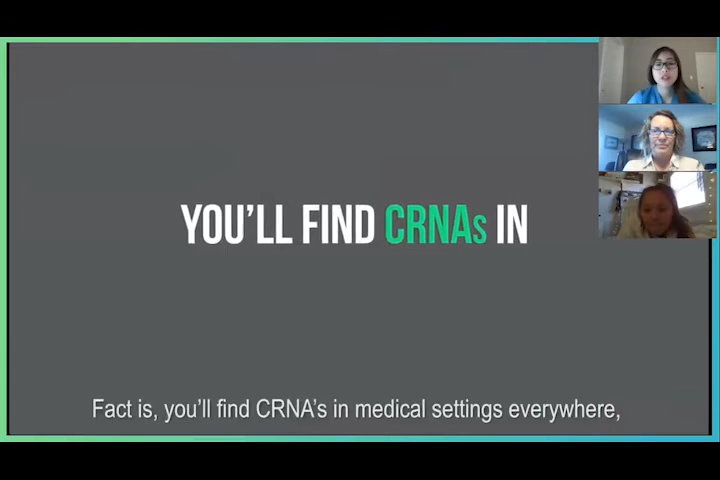 YOU'LL FIND CRNAs IN
Fact is, you'll find CRNA's in medical settings everywhere,